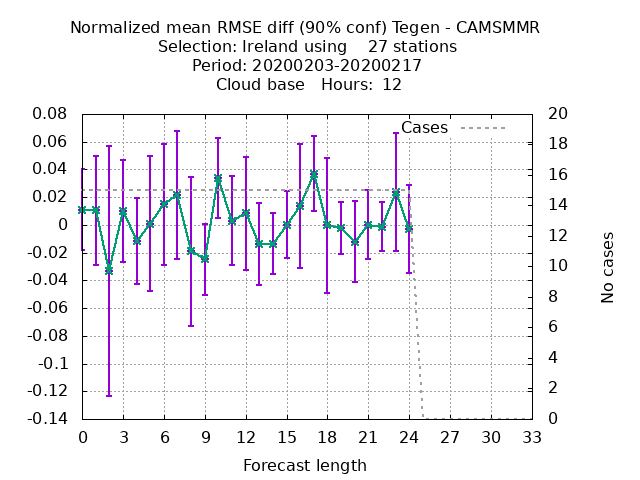 Normalized mean RMSE diff (90% conf) Tegen - CAMSMMR
Selection: Ireland using 27 stations
Period: 20200203-20200217
Cloud base Hours: 12
0.08
0.06
0.04
0.02
0
-0.02
-0.04
-0.06
-0.08
-0.1
-0.12
-0.14
Cases
20
18
16
14
12
10
8
6
4
2
0
No cases
0 3 6 9 12 15 18 21 24 27 30 33
Forecast length